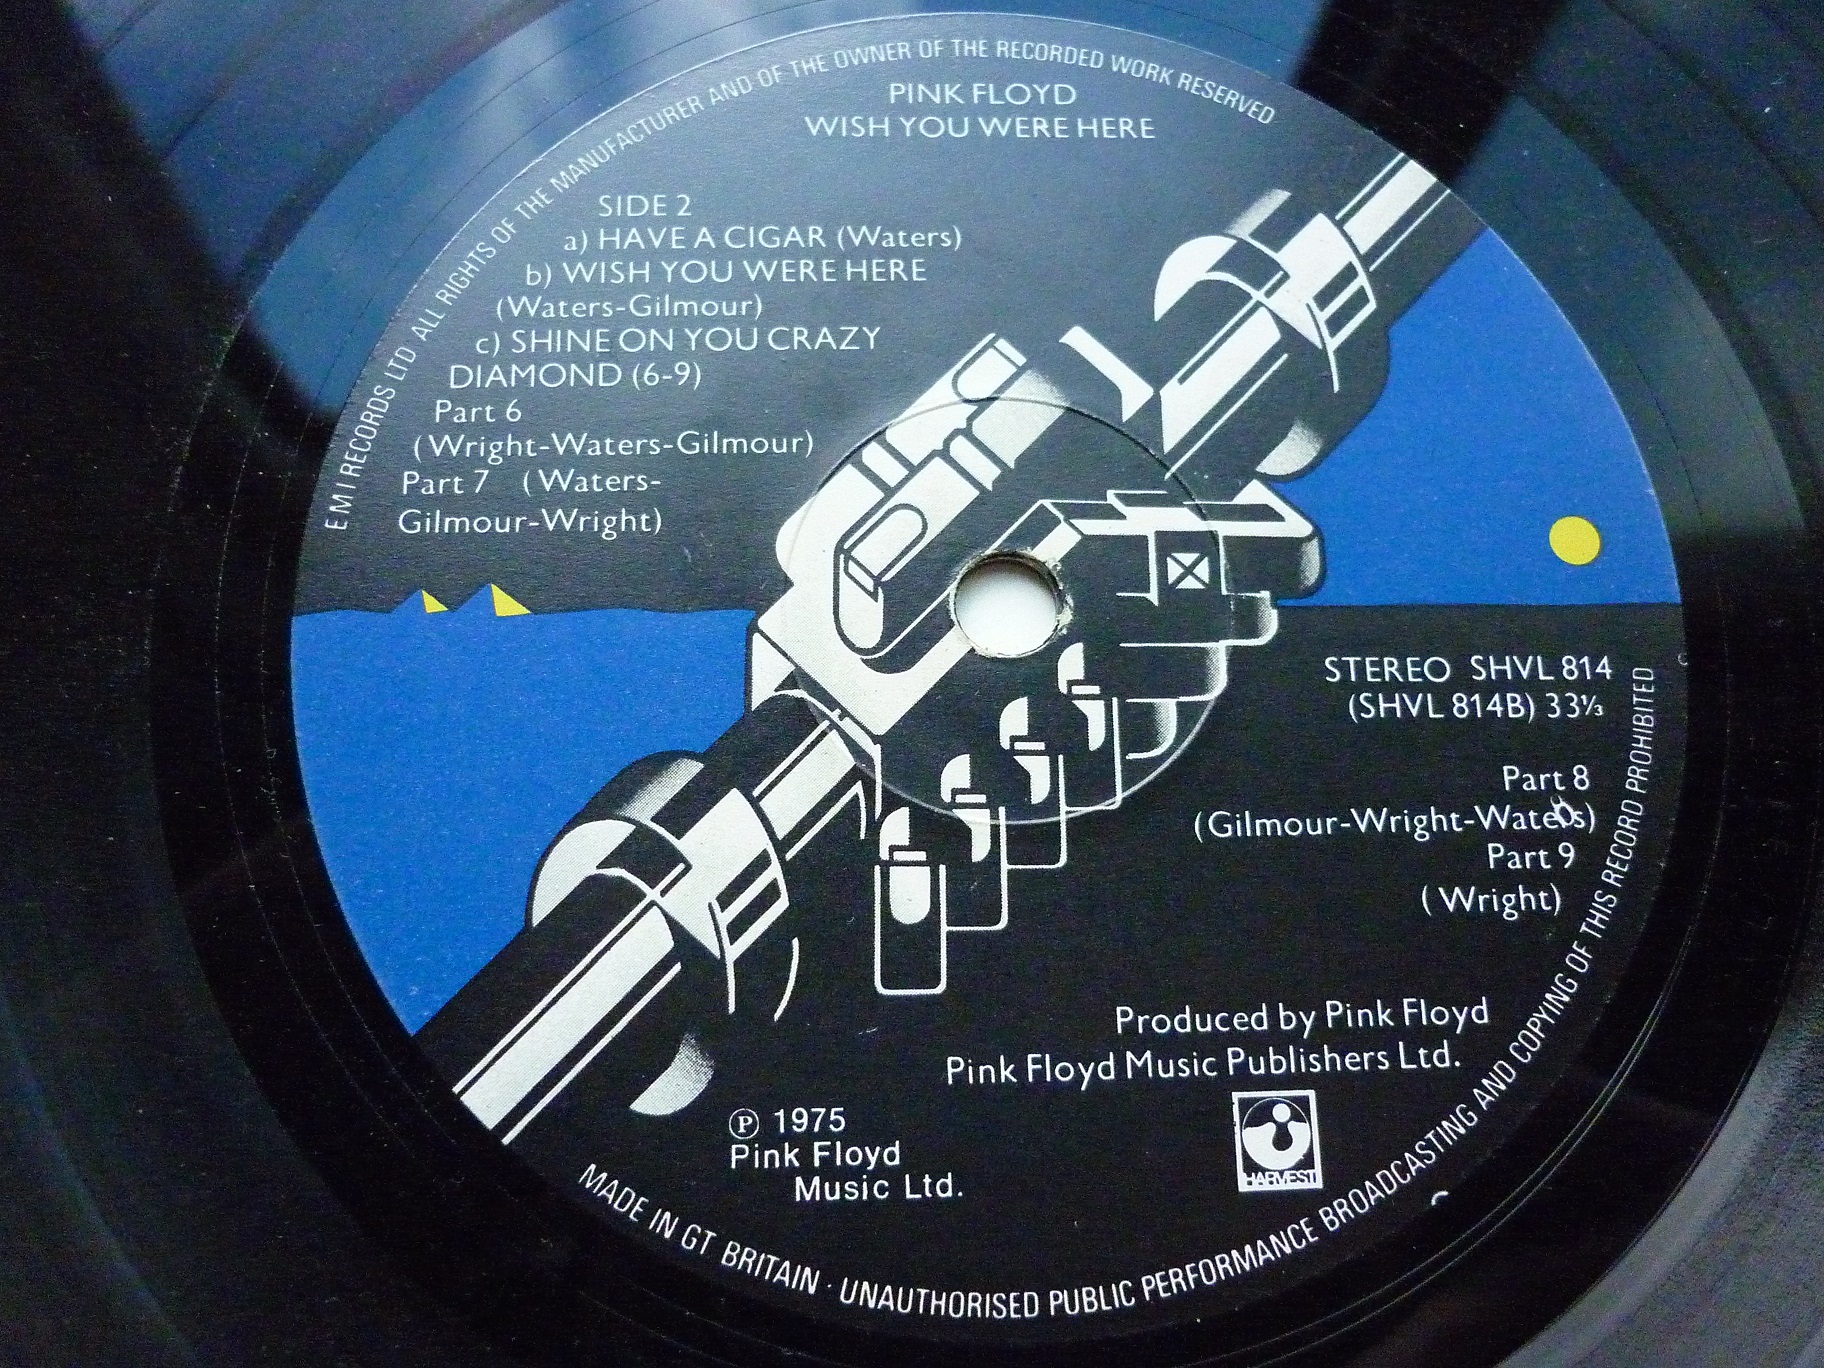 E M I RECORDS LTD ALL RIGHTS OF THE MANUFACTURER AND OF THE OWNER OF THE RECORDED WORK RESERVED
PINK FLOYD
WISH YOU WERE HERE
SIDE 2
a) HAVE A CIGAR (Waters)
b) WISH YOU WERE HERE
(Waters-Gilmour)
c) SHINE ON YOU CRAZY
DIAMOND (6-9)
Part 6
(Wright-Waters-Gilmour)
Part 7 (Waters-
Gilmour-Wright)
STEREO SHVL 814
(SHVL 814B) 33⅓
Part 8
(Gilmour-Wright-Waters)
Part 9
(Wright)
Produced by Pink Floyd
Pink Floyd Music Publishers Ltd.
℗ 1975
Pink Floyd
Music Ltd.
HARVEST
MADE IN GT BRITAIN · UNAUTHORISED PUBLIC PERFORMANCE BROADCASTING AND COPYING OF THIS RECORD PROHIBITED